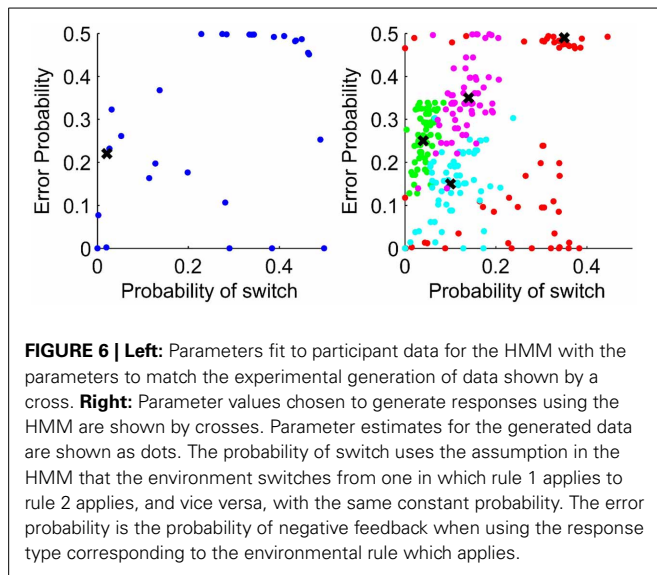 0.5
0.4
0.3
0.2
0.1
0
Error Probability
0
0.2
0.4
Probability of switch
0.5
0.4
0.3
0.2
0.1
0
Error Probability
0
0.2
0.4
Probability of switch
FIGURE 6 | Left: Parameters fit to participant data for the HMM with the
parameters to match the experimental generation of data shown by a
cross. Right: Parameter values chosen to generate responses using the
HMM are shown by crosses. Parameter estimates for the generated data
are shown as dots. The probability of switch uses the assumption in the
HMM that the environment switches from one in which rule 1 applies to
rule 2 applies, and vice versa, with the same constant probability. The error
probability is the probability of negative feedback when using the response
type corresponding to the environmental rule which applies.